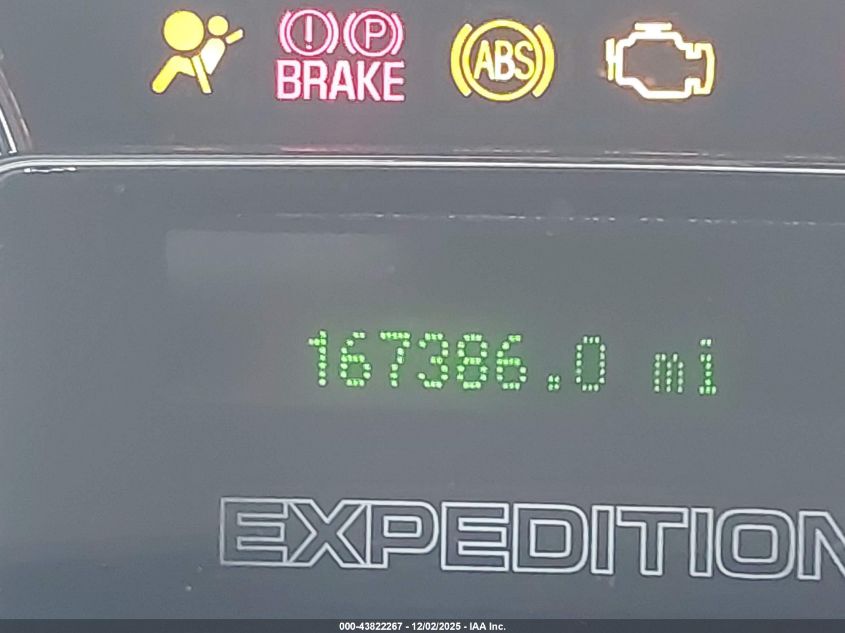 ! P
BRAKE
ABS
167386.0 mi
EXPEDITION
000-43822267 - 12/02/2025 - IAA Inc.